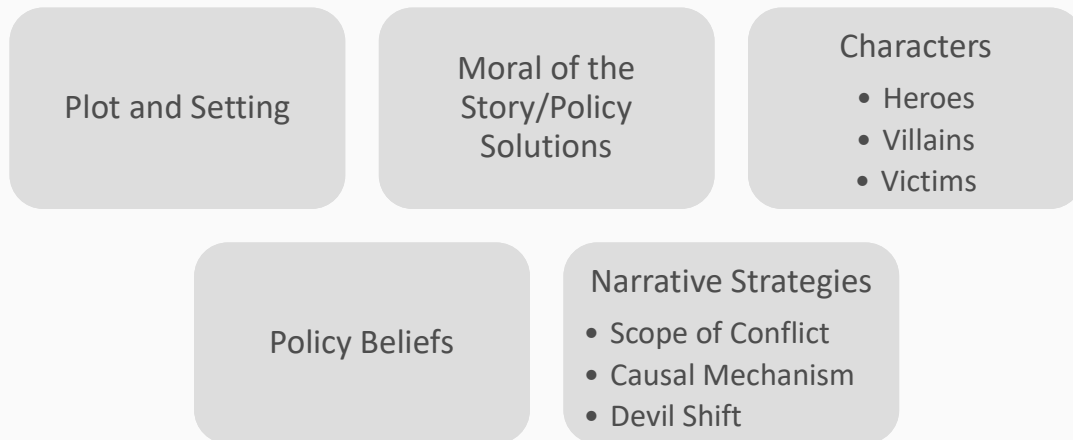 Plot and Setting
Moral of the
Story/Policy
Solutions
Characters
• Heroes
• Villains
• Victims
Policy Beliefs
Narrative Strategies
• Scope of Conflict
• Causal Mechanism
• Devil Shift